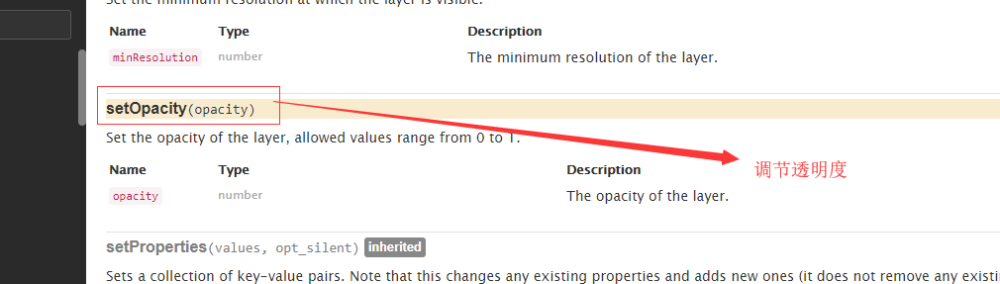 Set the minimum resolution at which the layer is visible.
Name Type Description
minResolution number The minimum resolution of the layer.
setOpacity(opacity)
Set the opacity of the layer, allowed values range from 0 to 1.
调节透明度
Name Type Description
opacity number The opacity of the layer.
setProperties(values, opt_silent) inherited
Sets a collection of key-value pairs. Note that this changes any existing properties and adds new ones (it does not remove any